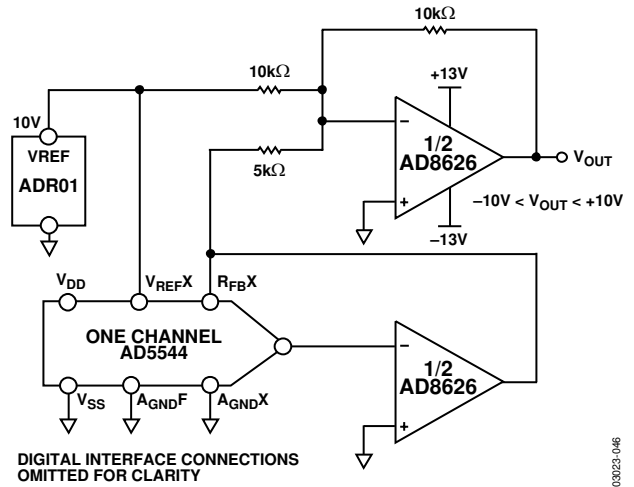 10kΩ
10kΩ
+13V
10V
VREF
ADR01
5kΩ
–
1/2
AD8626
+
VOUT
–10V < VOUT < +10V
–13V
VDD
VREFX
RFBX
ONE CHANNEL
AD5544
–
1/2
AD8626
+
VSS
AGNDF
AGNDX
DIGITAL INTERFACE CONNECTIONS
OMITTED FOR CLARITY
03023-046